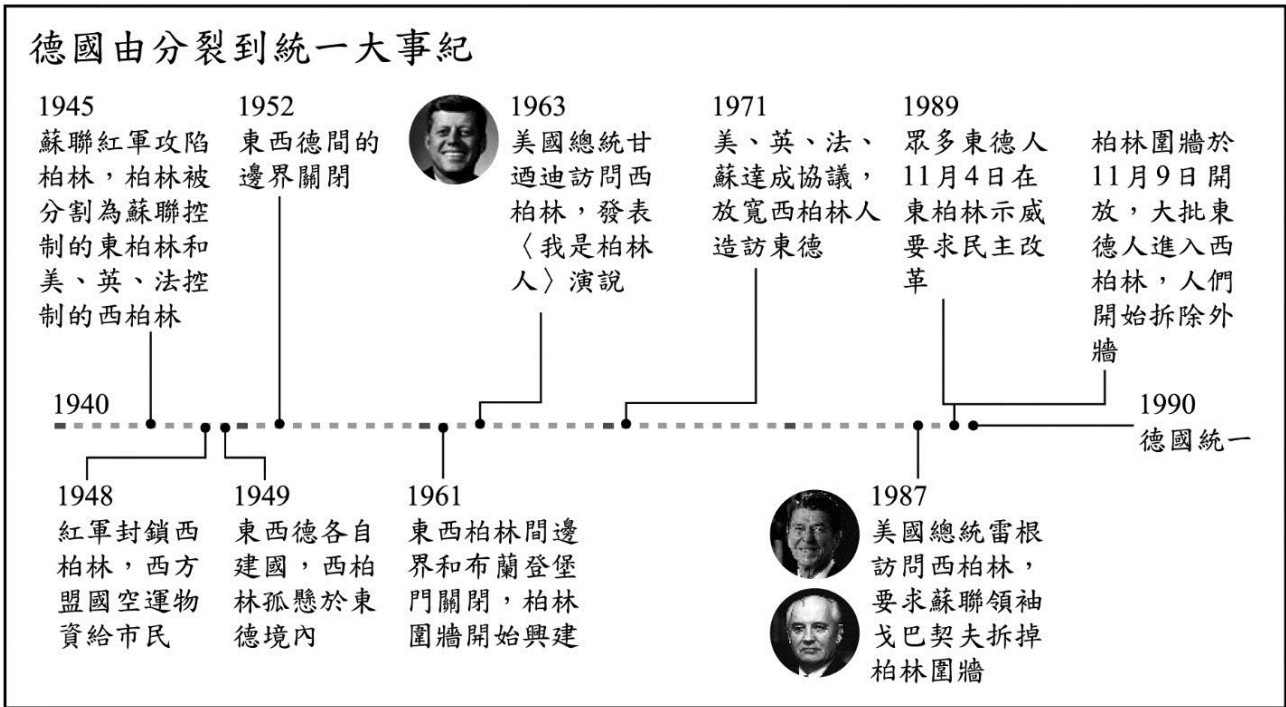 德國由分裂到統一大事紀
1945
蘇聯紅軍攻陷
柏林，柏林被
分割為蘇聯控
制的東柏林和
美、英、法控
制的西柏林
1952
東西德間的
邊界關閉
1963
美國總統甘
迺迪訪問西
柏林，發表
〈我是柏林
人〉演說
1971
美、英、法、
蘇達成協議，
放寬西柏林人
造訪東德
1989
眾多東德人
11月4日在
東柏林示威
要求民主改
革
柏林圍牆於
11月9日開
放，大批東
德人進入西
柏林，人們
開始拆除外
牆
1940
1990
德國統一
1948
紅軍封鎖西
柏林，西方
盟國空運物
資給市民
1949
東西德各自
建國，西柏
林孤懸於東
德境內
1961
東西柏林間邊
界和布蘭登堡
門關閉，柏林
圍牆開始興建
1987
美國總統雷根
訪問西柏林，
要求蘇聯領袖
戈巴契夫拆掉
柏林圍牆